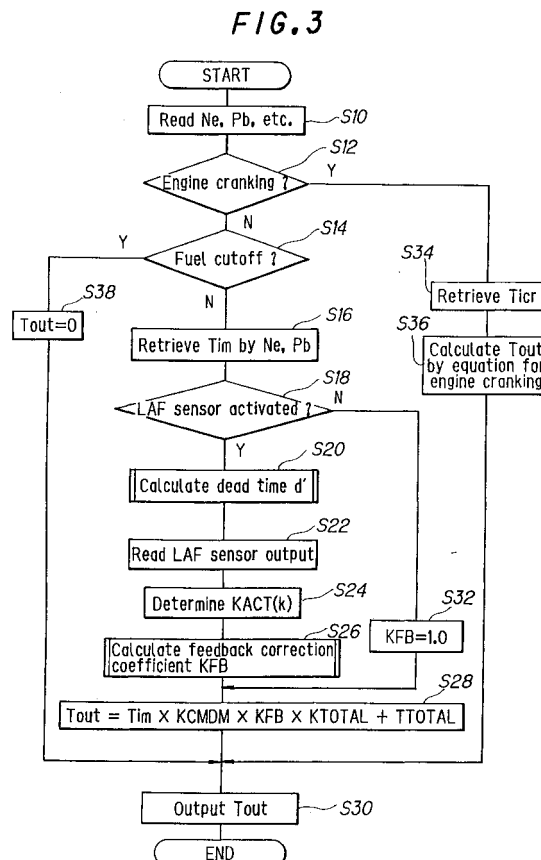 FIG.3
START
Read Ne, Pb, etc.
S10
S12
Engine cranking ?
Y
N
S14
Y
Fuel cutoff ?
N
S38
Tout=0
S34
Retrieve Ticr
S16
Retrieve Tim by Ne, Pb
S36
Calculate Tout
by equation for
engine cranking
S18
LAF sensor activated ?
N
Y
S20
Calculate dead time d'
S22
Read LAF sensor output
S24
Determine KACT(k)
S32
KFB=1.0
S26
Calculate feedback correction
coefficient KFB
S28
Tout = Tim × KCMDM × KFB × KTOTAL + TTOTAL
Output Tout
S30
END